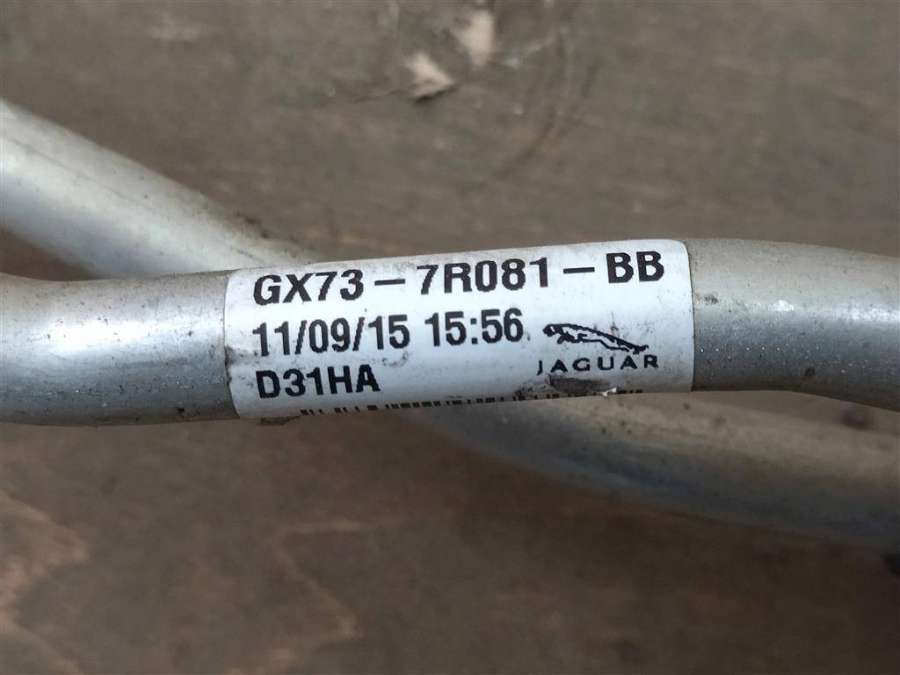 GX73-7R081-BB
11/09/15 15:56
D31HA
JAGUAR